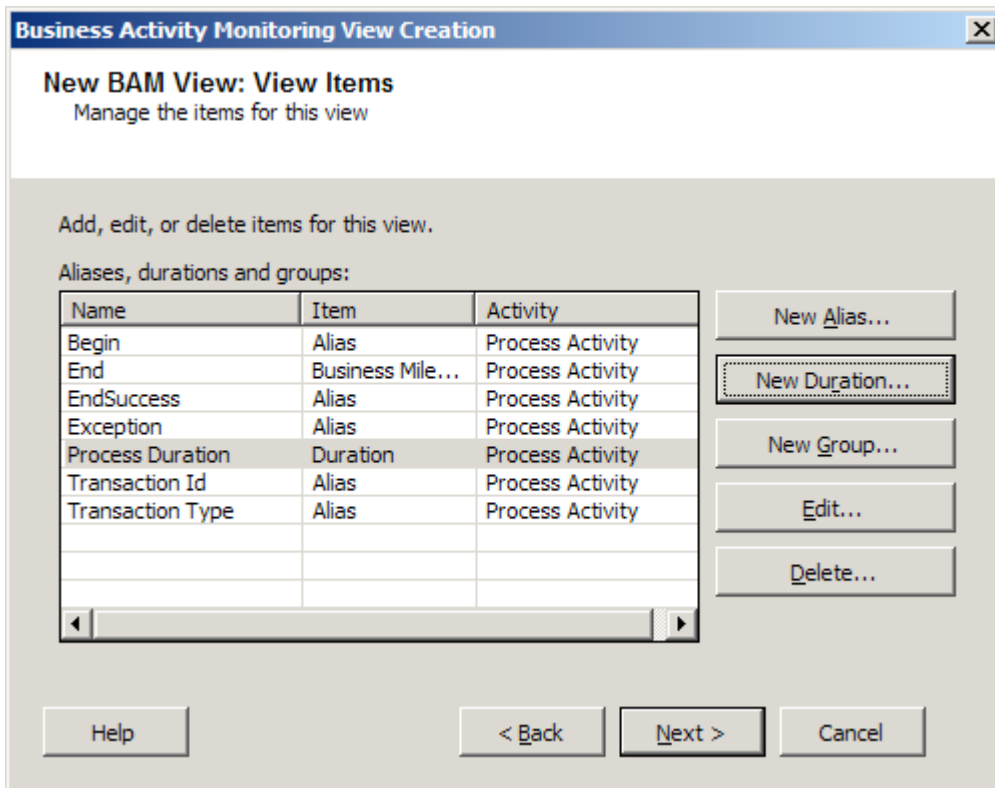 Business Activity Monitoring View Creation
New BAM View: View Items
Manage the items for this view
Add, edit, or delete items for this view.
Aliases, durations and groups:
Name Item Activity
Begin Alias Process Activity
End Business Mile... Process Activity
EndSuccess Alias Process Activity
Exception Alias Process Activity
Process Duration Duration Process Activity
Transaction Id Alias Process Activity
Transaction Type Alias Process Activity
New Alias...
New Duration...
New Group...
Edit...
Delete...
Help < Back Next > Cancel